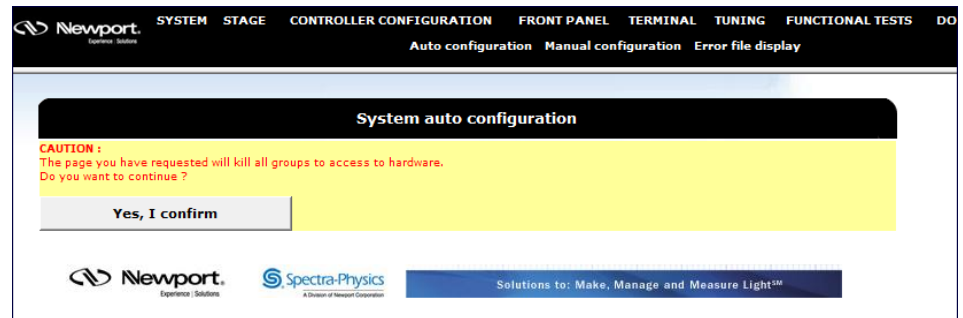 Newport.
Experience | Solutions
SYSTEM STAGE CONTROLLER CONFIGURATION FRONT PANEL TERMINAL TUNING FUNCTIONAL TESTS DO
Auto configuration Manual configuration Error file display
System auto configuration
CAUTION :
The page you have requested will kill all groups to access to hardware.
Do you want to continue ?
Yes, I confirm
Newport.
Experience | Solutions
Spectra-Physics
A Division of Newport Corporation
Solutions to: Make, Manage and Measure Light℠